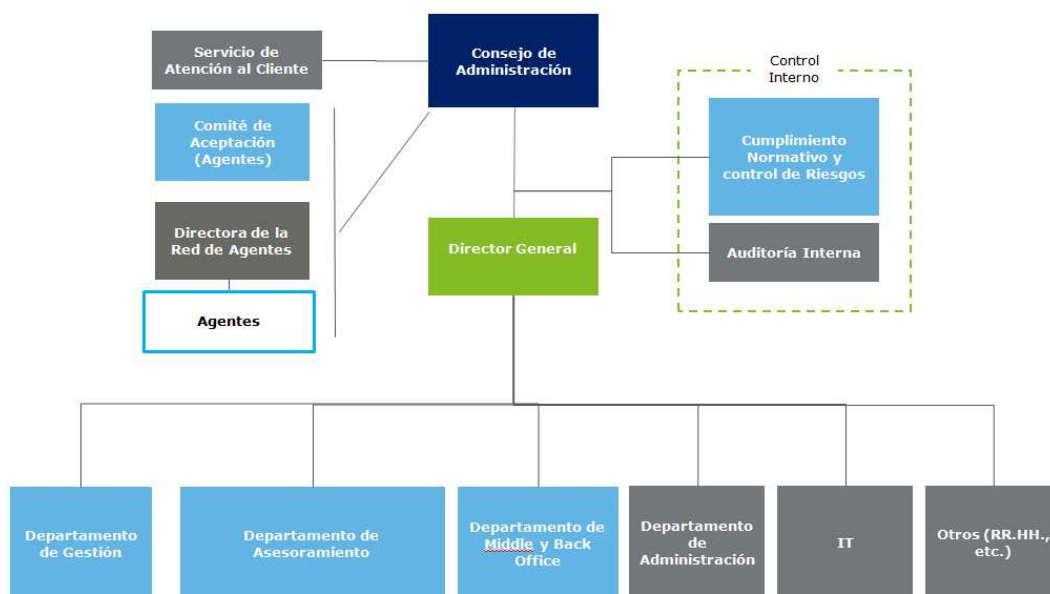 Servicio de
Atención al Cliente
Consejo de
Administración
Control
Interno
Comité de
Aceptación
(Agentes)
Cumplimiento
Normativo y
control de Riesgos
Directora de la
Red de Agentes
Director General
Auditoría Interna
Agentes
Departamento
de Gestión
Departamento de
Asesoramiento
Departamento de
Middle y Back
Office
Departamento
de
Administración
IT
Otros (RR.HH.,
etc.)